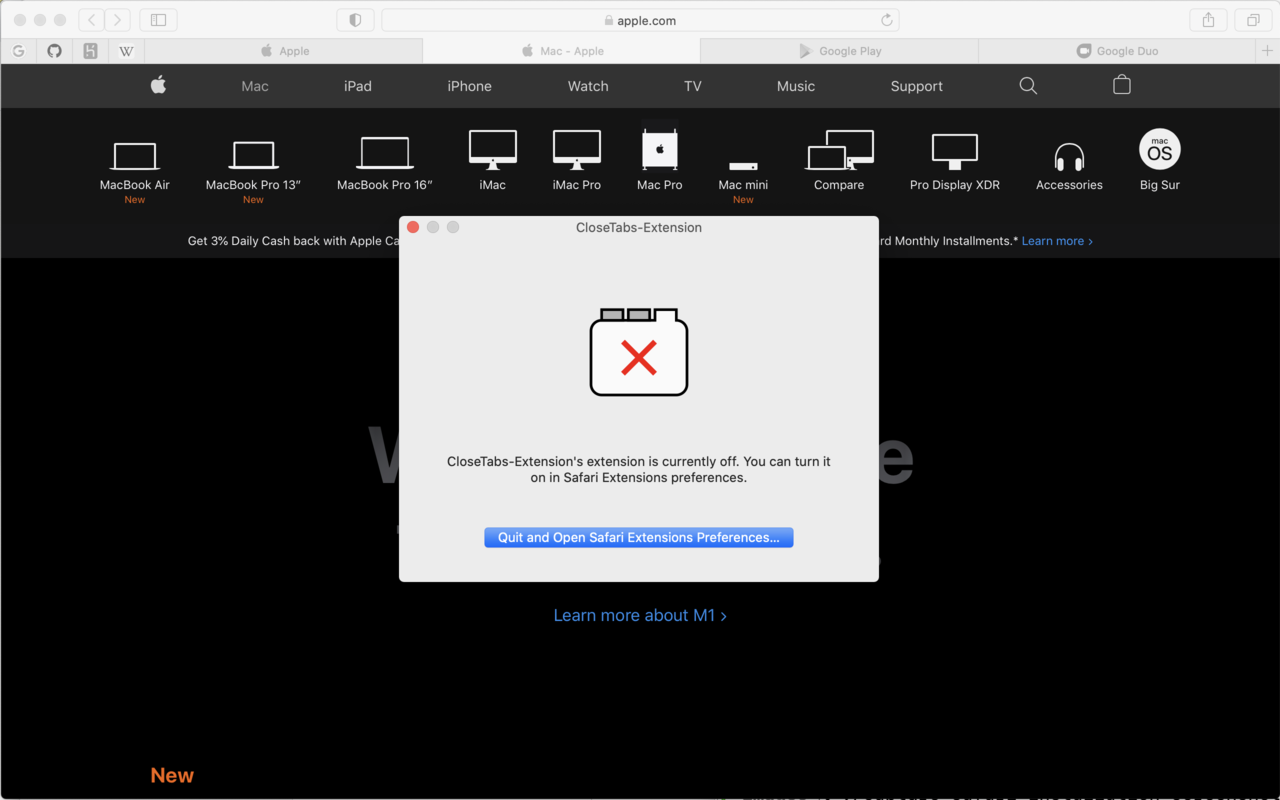 apple.com
G
W
Apple
Mac - Apple
Google Play
Google Duo
Mac
iPad
iPhone
Watch
TV
Music
Support
MacBook Air
New
MacBook Pro 13″
New
MacBook Pro 16″
iMac
iMac Pro
Mac Pro
Mac mini
New
Compare
Pro Display XDR
Accessories
mac
OS
Big Sur
Get 3% Daily Cash back with Apple
Monthly Installments.* Learn more ›
CloseTabs-Extension
CloseTabs-Extension's extension is currently off. You can turn it
on in Safari Extensions preferences.
Quit and Open Safari Extensions Preferences…
Learn more about M1 ›
New